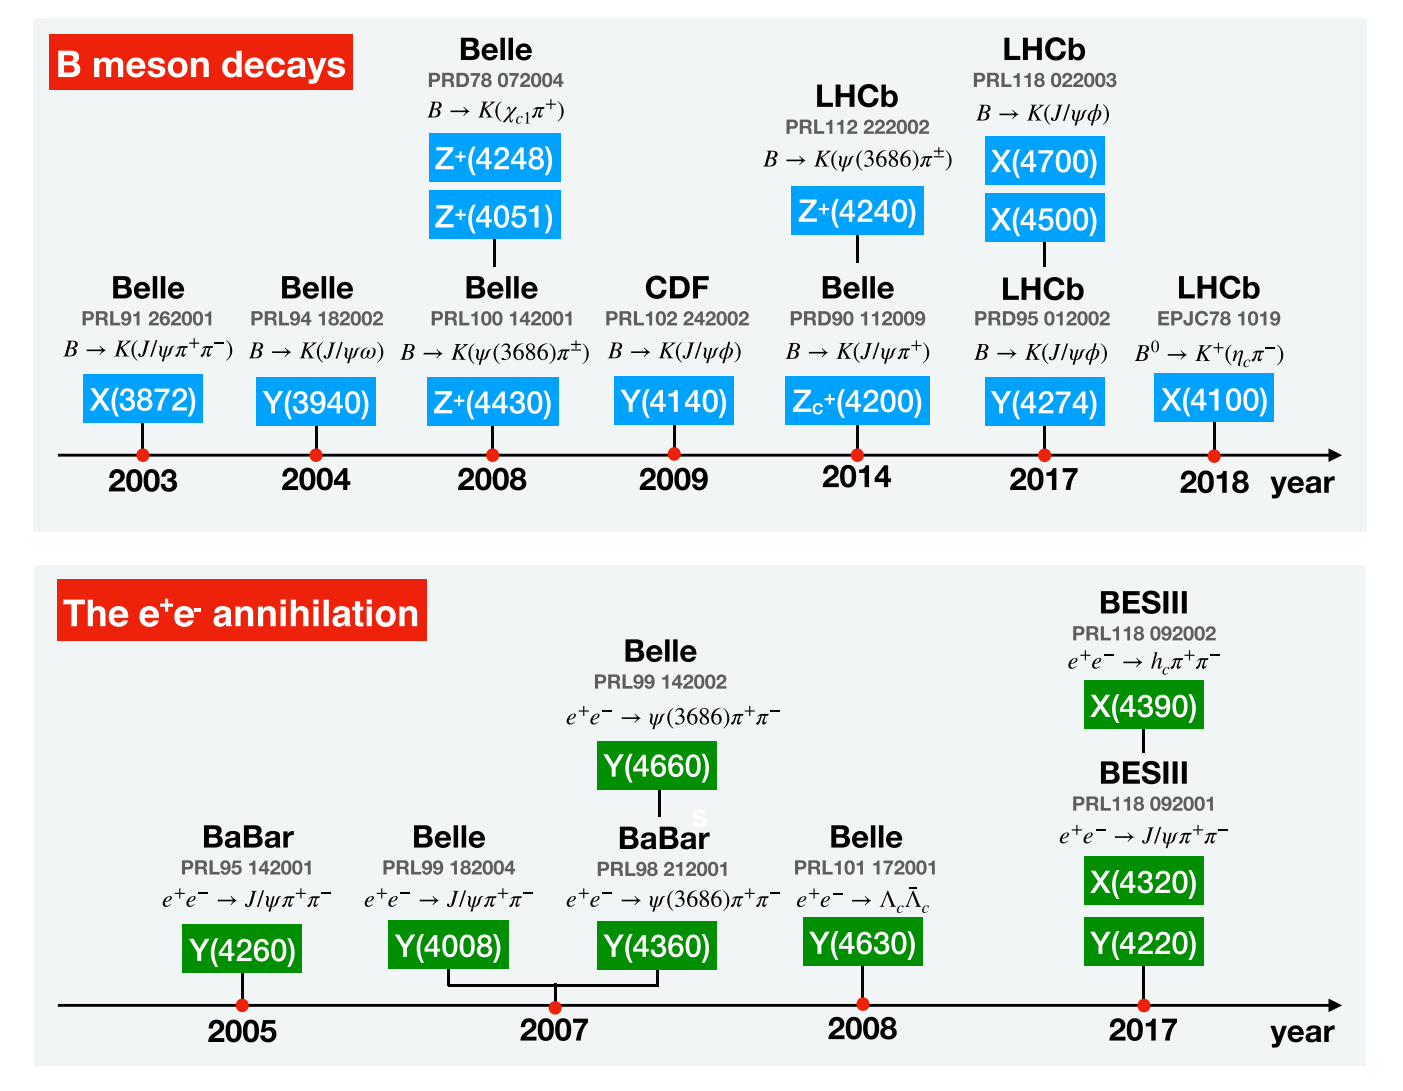 B meson decays
Belle
PRD78 072004
B → K(χc1π⁺)
Z⁺(4248)
Z⁺(4051)
LHCb
PRL112 222002
B → K(ψ(3686)π±)
Z⁺(4240)
LHCb
PRL118 022003
B → K(J/ψϕ)
X(4700)
X(4500)
Belle
PRL91 262001
B → K(J/ψπ⁺π⁻)
X(3872)
Belle
PRL94 182002
B → K(J/ψω)
Y(3940)
Belle
PRL100 142001
B → K(ψ(3686)π±)
Z⁺(4430)
CDF
PRL102 242002
B → K(J/ψϕ)
Y(4140)
Belle
PRD90 112009
B → K(J/ψπ⁺)
Zc⁺(4200)
LHCb
PRD95 012002
B → K(J/ψϕ)
Y(4274)
LHCb
EPJC78 1019
B⁰ → K⁺(ηcπ⁻)
X(4100)
2003 2004 2008 2009 2014 2017 2018 year
The e⁺e⁻ annihilation
Belle
PRL99 142002
e⁺e⁻ → ψ(3686)π⁺π⁻
Y(4660)
BESIII
PRL118 092002
e⁺e⁻ → hcπ⁺π⁻
X(4390)
BaBar
PRL95 142001
e⁺e⁻ → J/ψπ⁺π⁻
Y(4260)
Belle
PRL99 182004
e⁺e⁻ → J/ψπ⁺π⁻
Y(4008)
s
BaBar
PRL98 212001
e⁺e⁻ → ψ(3686)π⁺π⁻
Y(4360)
Belle
PRL101 172001
e⁺e⁻ → ΛcΛ̄c
Y(4630)
BESIII
PRL118 092001
e⁺e⁻ → J/ψπ⁺π⁻
X(4320)
Y(4220)
2005 2007 2008 2017 year